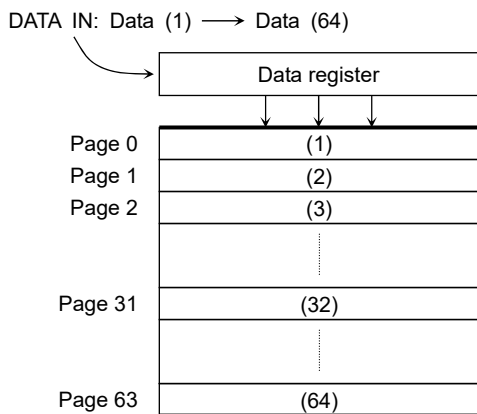 DATA IN: Data (1) ⟶ Data (64)
Data register
Page 0 (1)
Page 1 (2)
Page 2 (3)
Page 31 (32)
Page 63 (64)